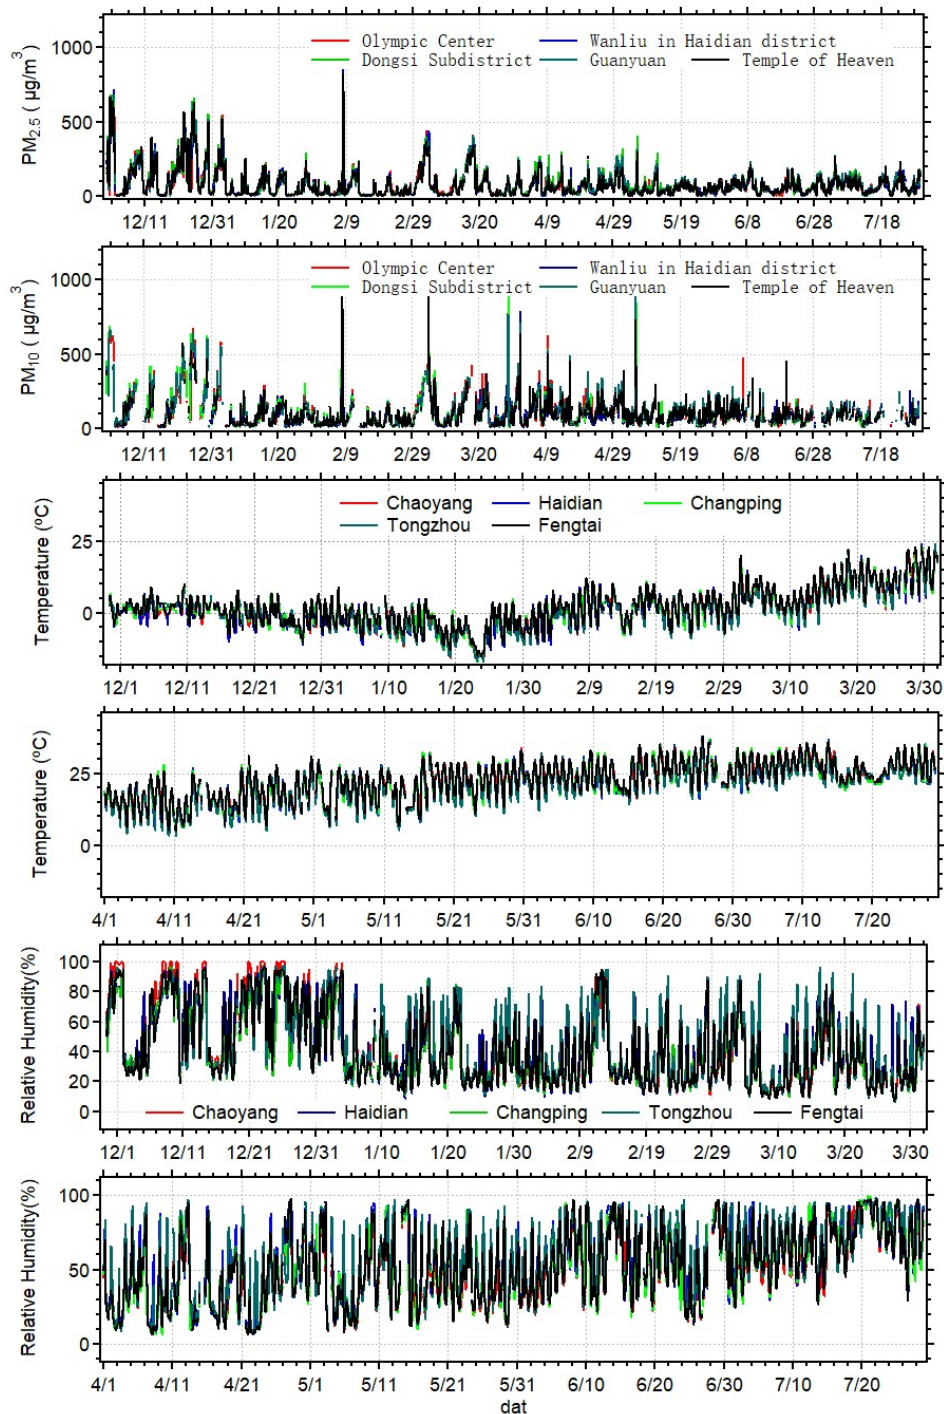 PM2.5 ( μg/m3)
1000
Olympic Center Wanliu in Haidian district
Dongsi Subdistrict Guanyuan Temple of Heaven
500
0
12/11 12/31 1/20 2/9 2/29 3/20 4/9 4/29 5/19 6/8 6/28 7/18
PM10 ( μg/m3)
1000
Olympic Center Wanliu in Haidian district
Dongsi Subdistrict Guanyuan Temple of Heaven
500
0
12/11 12/31 1/20 2/9 2/29 3/20 4/9 4/29 5/19 6/8 6/28 7/18
Temperature (ºC)
Chaoyang Haidian Changping
Tongzhou Fengtai
25
0
12/1 12/11 12/21 12/31 1/10 1/20 1/30 2/9 2/19 2/29 3/10 3/20 3/30
Temperature (ºC)
25
0
4/1 4/11 4/21 5/1 5/11 5/21 5/31 6/10 6/20 6/30 7/10 7/20
Relative Humidity(%)
100
80
60
40
20
0
Chaoyang Haidian Changping Tongzhou Fengtai
12/1 12/11 12/21 12/31 1/10 1/20 1/30 2/9 2/19 2/29 3/10 3/20 3/30
Relative Humidity(%)
100
50
0
4/1 4/11 4/21 5/1 5/11 5/21 5/31 6/10 6/20 6/30 7/10 7/20
dat